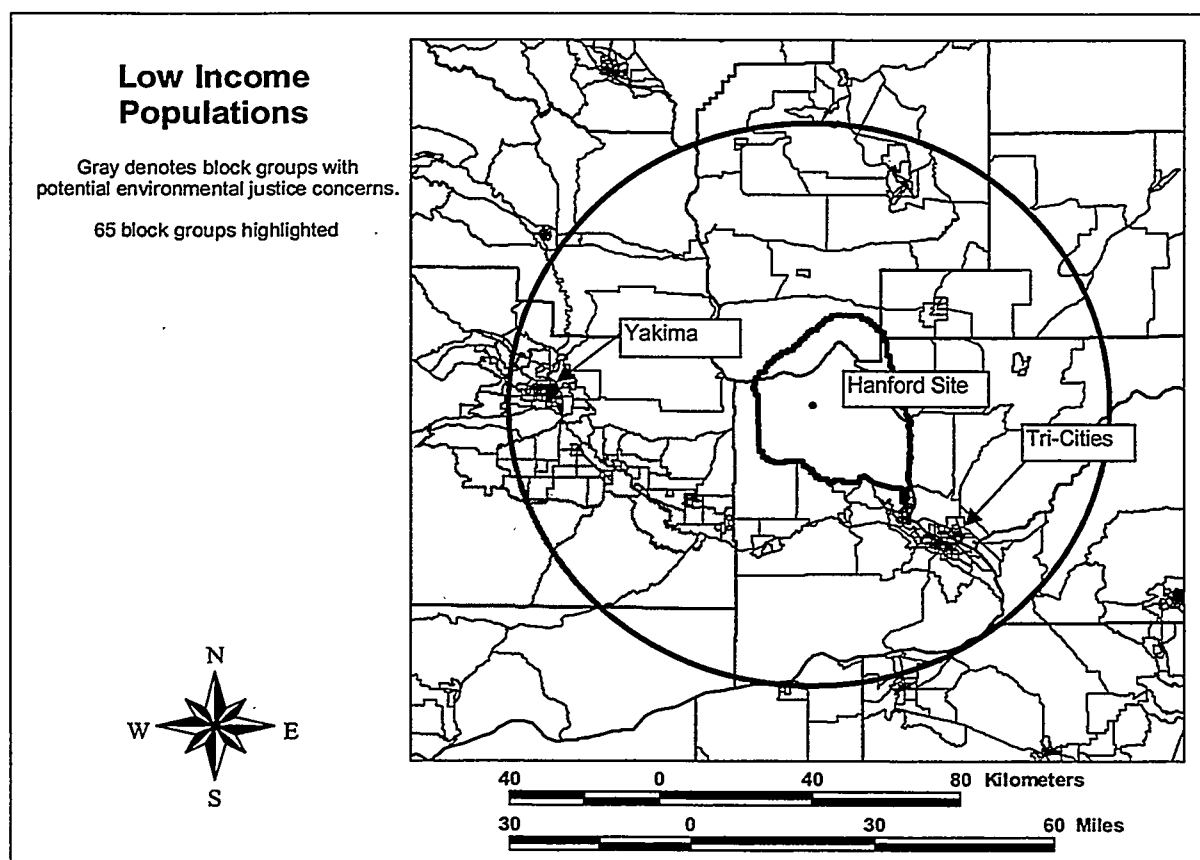 Low Income
Populations
Gray denotes block groups with
potential environmental justice concerns.
65 block groups highlighted
Yakima
Hanford Site
Tri-Cities
N
W E
S
40 0 40 80 Kilometers
30 0 30 60 Miles